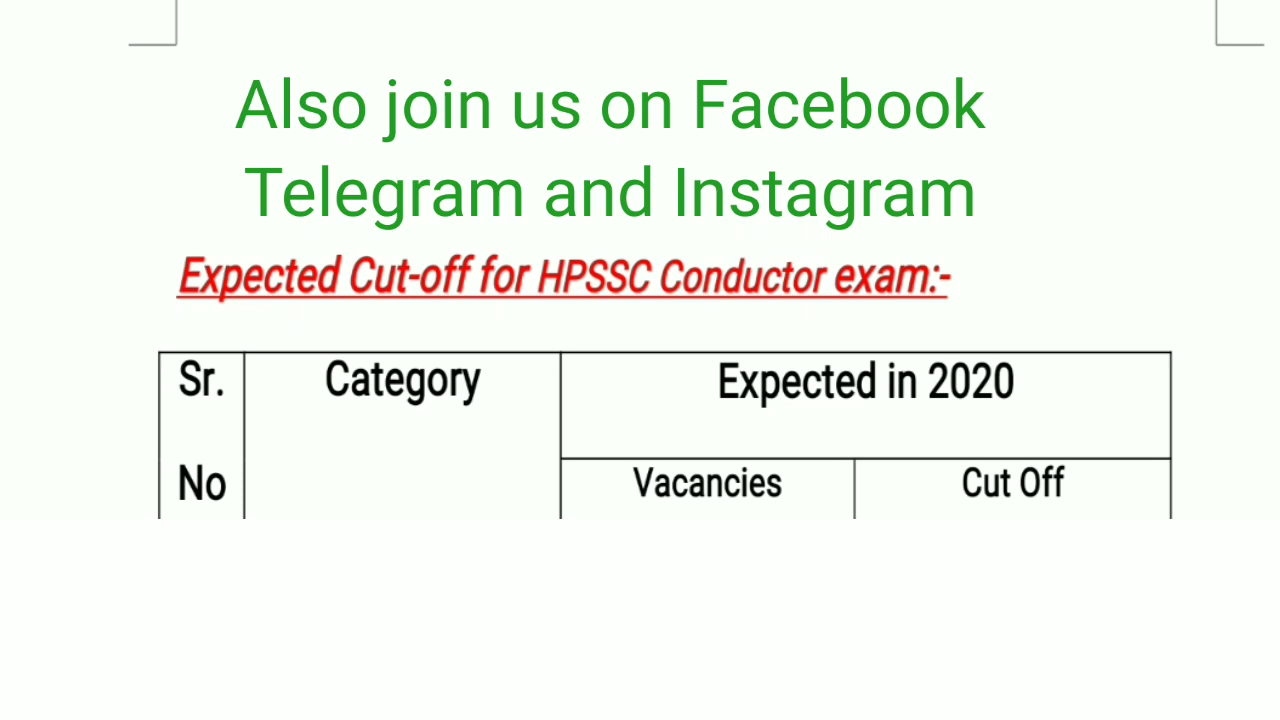 Also join us on Facebook
Telegram and Instagram
Expected Cut-off for HPSSC Conductor exam:-
Sr. Category Expected in 2020
No Vacancies Cut Off